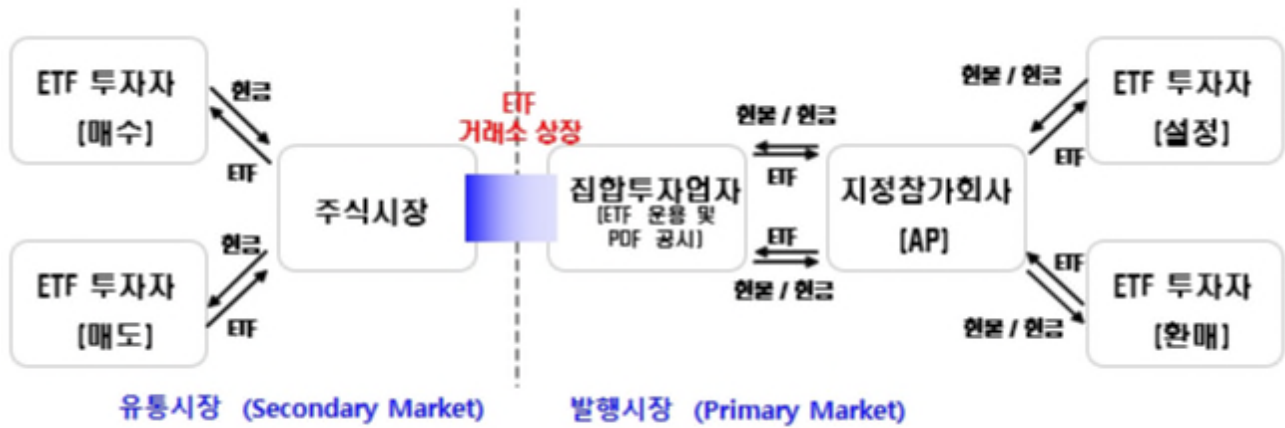 ETF 투자자
[매수]
현금
ETF
ETF 투자자
[매도]
현금
ETF
주식시장
ETF
거래소 상장
집합투자업자
[ETF 운용 및
PDF 공시]
현물 / 현금
ETF
ETF
현물 / 현금
지정참가회사
[AP]
현물 / 현금
ETF
ETF 투자자
[설정]
ETF
현물 / 현금
ETF 투자자
[환매]
유통시장 (Secondary Market)
발행시장 (Primary Market)